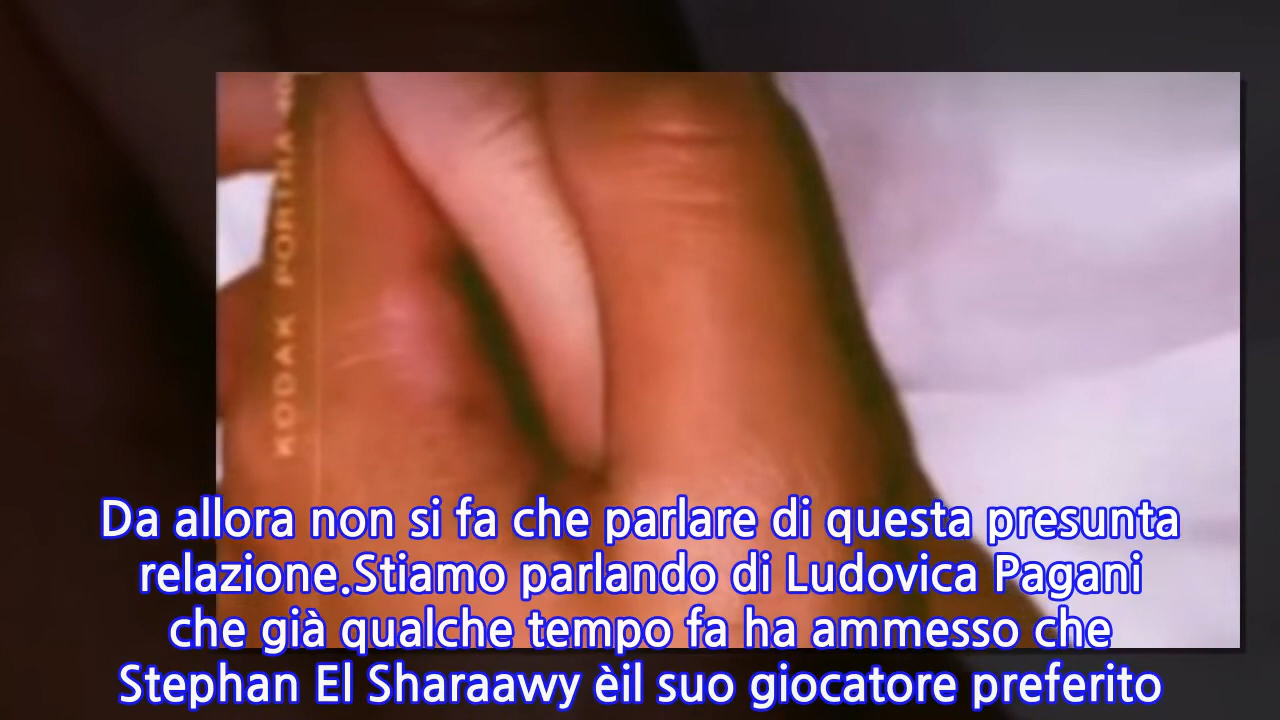 KODAK PORTRA 40
Da allora non si fa che parlare di questa presunta
relazione.Stiamo parlando di Ludovica Pagani
che già qualche tempo fa ha ammesso che
Stephan El Sharaawy èil suo giocatore preferito